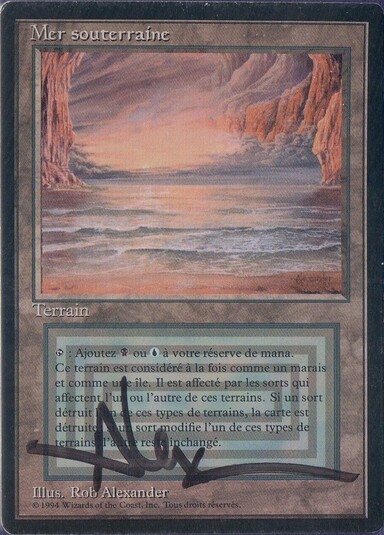 Mer souterraine
Terrain
: Ajoutez ou à votre réserve de mana.
Ce terrain est considéré à la fois comme un marais
et comme une île. Il est affecté par les sorts qui
affectent l'un ou l'autre de ces terrains. Si un sort
détruit l'un de ces types de terrains, la carte est
détruite. Si un sort modifie l'un de ces types de
terrains, l'autre reste inchangé.
Illus. Rob Alexander
© 1994 Wizards of the Coast, Inc. Tous droits réservés.